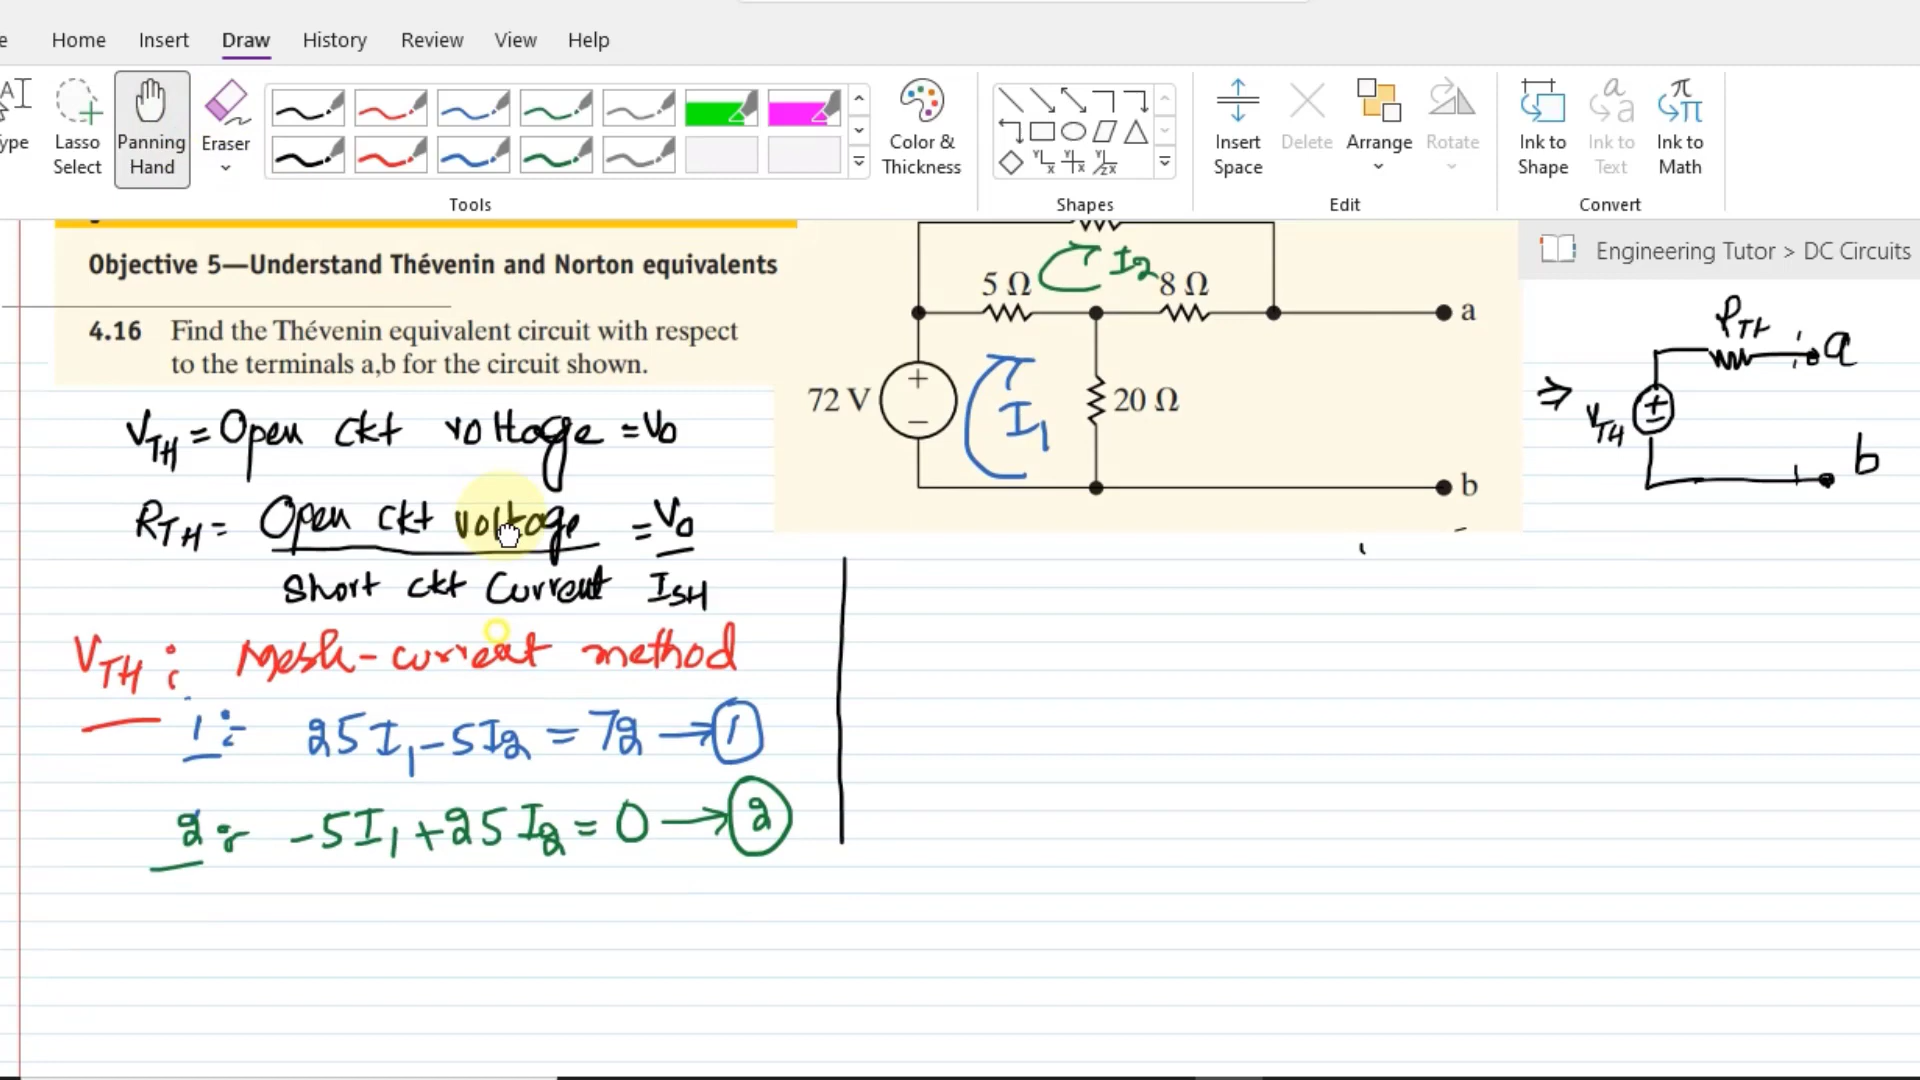 Home Insert Draw History Review View Help
Type
Lasso Select
Panning Hand
Eraser
Color & Thickness
Insert Space
Delete
Arrange
Rotate
Ink to Shape
Ink to Text
Ink to Math
Tools Shapes Edit Convert
Engineering Tutor > DC Circuits
Objective 5—Understand Thévenin and Norton equivalents
4.16 Find the Thévenin equivalent circuit with respect
to the terminals a,b for the circuit shown.
I2
5 Ω 8 Ω
a
72 V
+
−
I1
20 Ω
b
RTH
a
⇒ VTH
+
b
VTH = Open ckt voltage = V0
RTH = Open ckt voltage = V0
Short ckt Current ISH
VTH : Mesh-current method
1 :- 25I1 - 5I2 = 72 → 1
2 :- -5I1 + 25I2 = 0 → 2